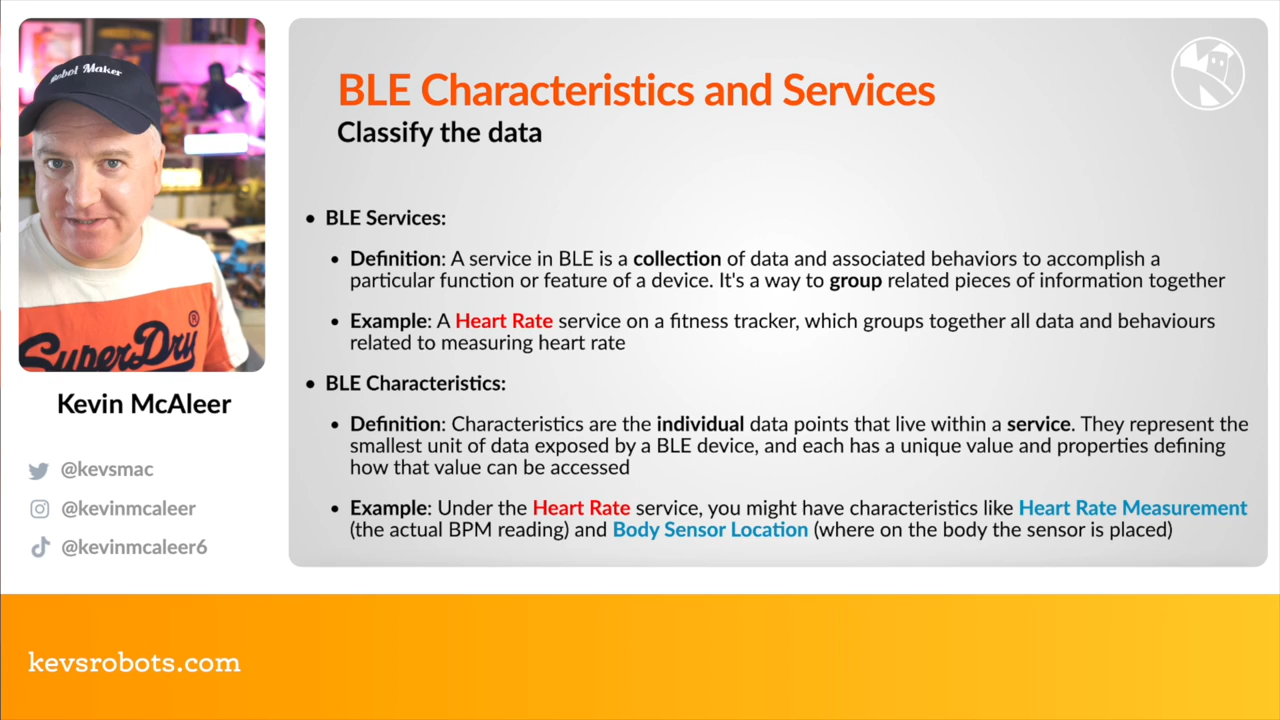 Robot Maker
SuperDry®
Kevin McAleer
@kevsmac
@kevinmcaleer
@kevinmcaleer6
BLE Characteristics and Services
Classify the data
• BLE Services:
• Definition: A service in BLE is a collection of data and associated behaviors to accomplish a
particular function or feature of a device. It's a way to group related pieces of information together
• Example: A Heart Rate service on a fitness tracker, which groups together all data and behaviours
related to measuring heart rate
• BLE Characteristics:
• Definition: Characteristics are the individual data points that live within a service. They represent the
smallest unit of data exposed by a BLE device, and each has a unique value and properties defining
how that value can be accessed
• Example: Under the Heart Rate service, you might have characteristics like Heart Rate Measurement
(the actual BPM reading) and Body Sensor Location (where on the body the sensor is placed)
kevsrobots.com